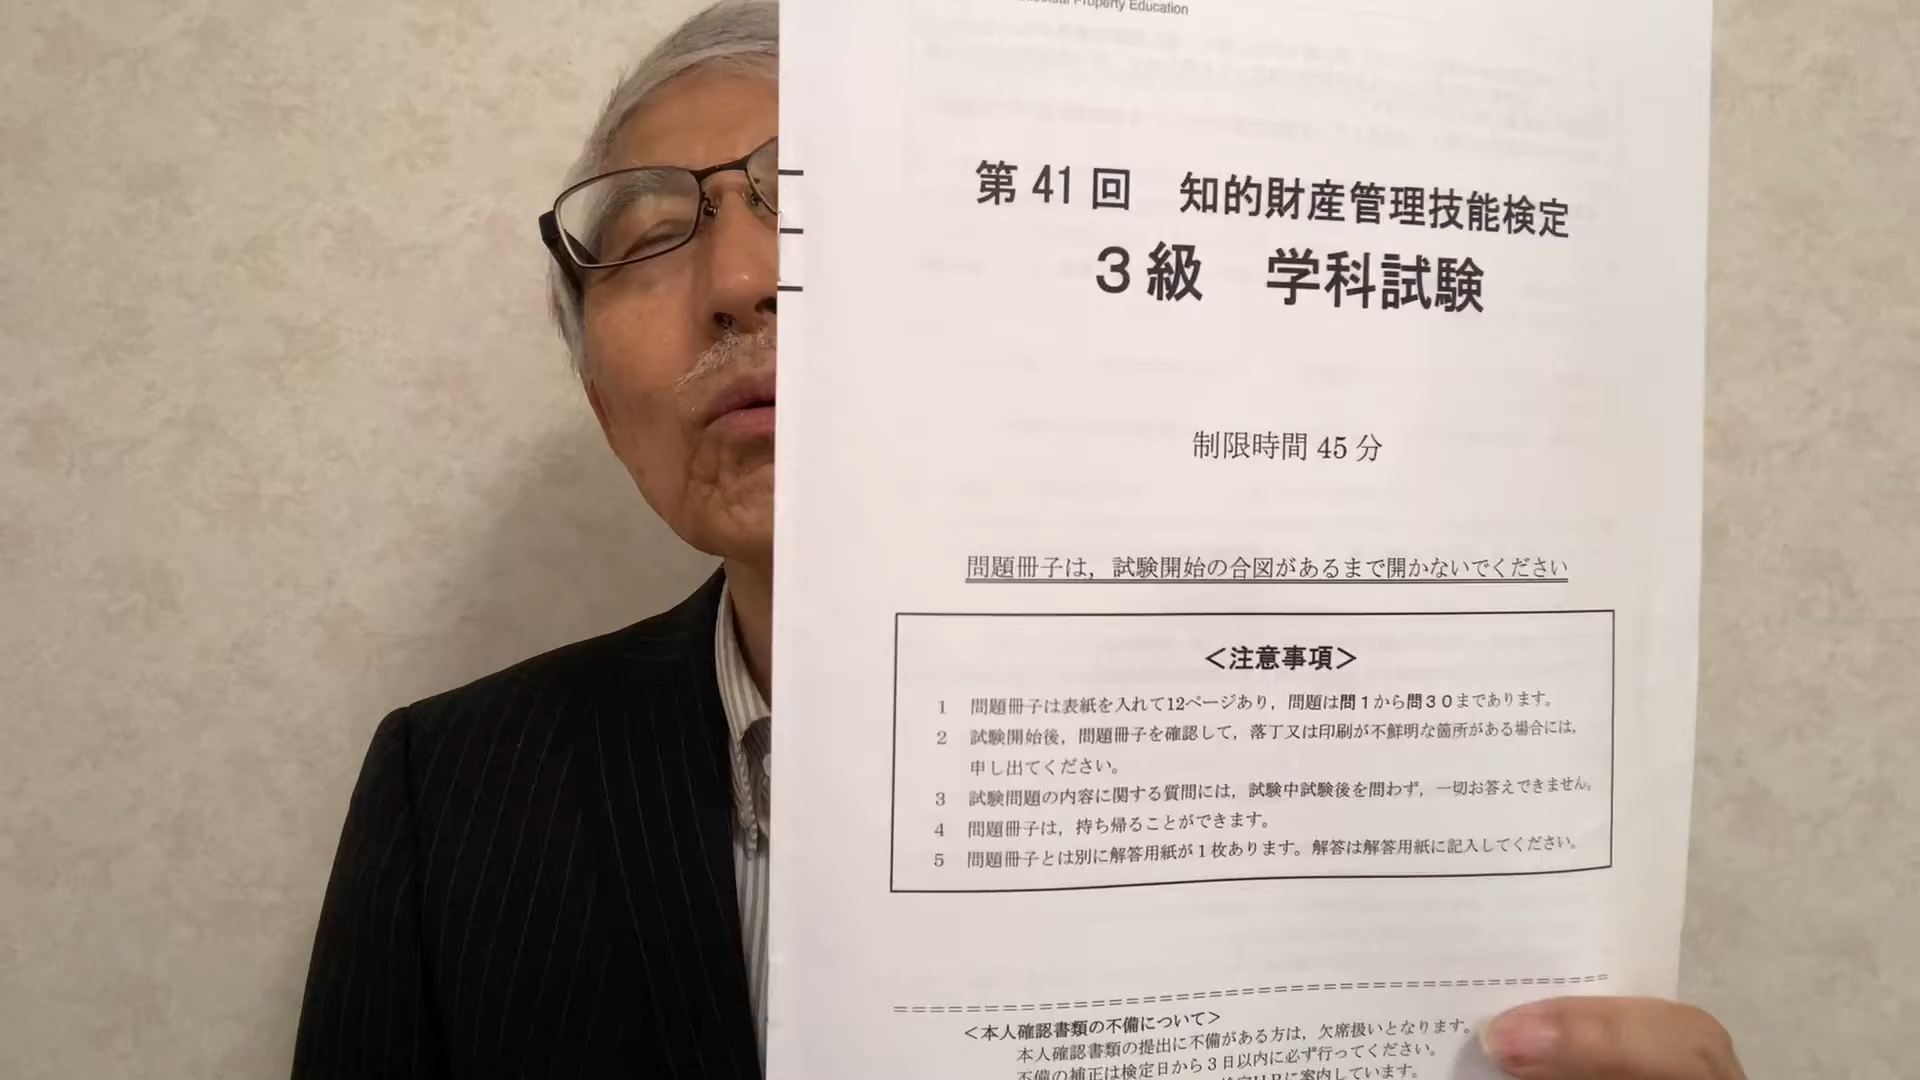 Property Education
第 41 回 知的財産管理技能検定
３級 学科試験
制限時間 45 分
問題冊子は，試験開始の合図があるまで開かないでください
＜注意事項＞
1 問題冊子は表紙を入れて12ページあり，問題は問１から問３０まであります。
2 試験開始後，問題冊子を確認して，落丁又は印刷が不鮮明な箇所がある場合には，
申し出てください。
3 試験問題の内容に関する質問には，試験中試験後を問わず，一切お答えできません。
4 問題冊子は，持ち帰ることができます。
5 問題冊子とは別に解答用紙が１枚あります。解答は解答用紙に記入してください。
＜本人確認書類の不備について＞
本人確認書類の提出に不備がある方は，欠席扱いとなります。
不備の補正は検定日から３日以内に必ず行ってください。
に案内しています。